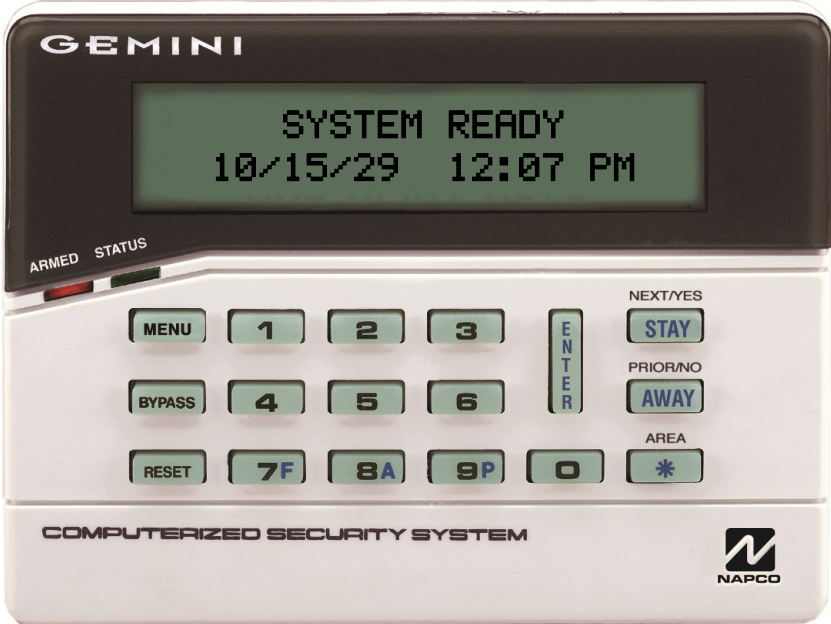 GEMINI
SYSTEM READY
10/15/29 12:07 PM
ARMED STATUS
NEXT/YES
MENU 1 2 3 ENTER STAY
PRIOR/NO
BYPASS 4 5 6 AWAY
AREA
RESET 7F 8A 9P 0 *
COMPUTERIZED SECURITY SYSTEM
NAPCO